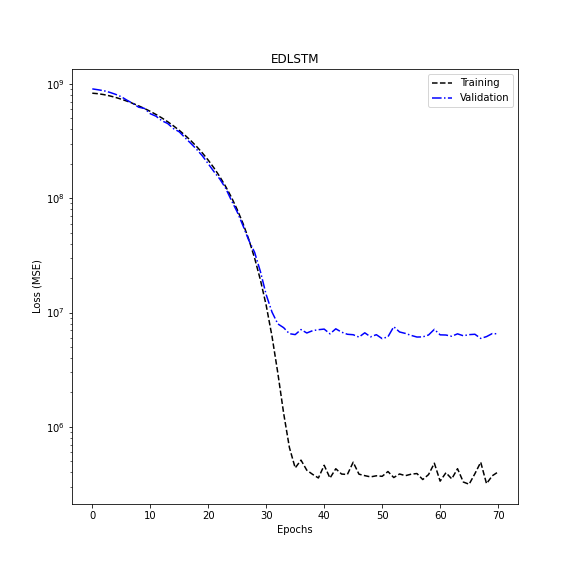 EDLSTM
Training
Validation
Loss (MSE)
10⁹
10⁸
10⁷
10⁶
0 10 20 30 40 50 60 70
Epochs